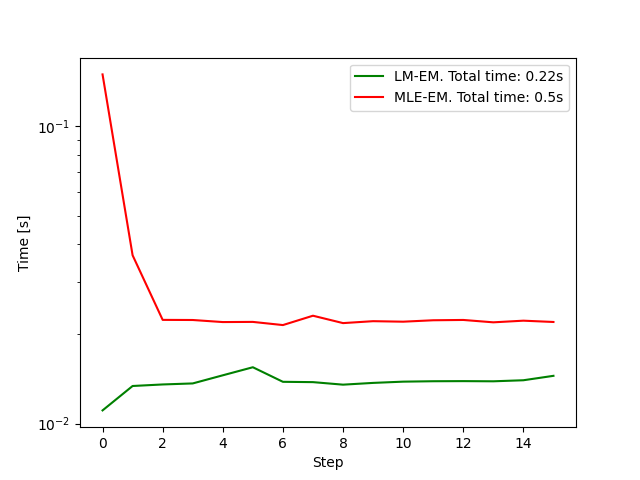 LM-EM. Total time: 0.22s
MLE-EM. Total time: 0.5s
10⁻¹
10⁻²
Time [s]
0 2 4 6 8 10 12 14
Step